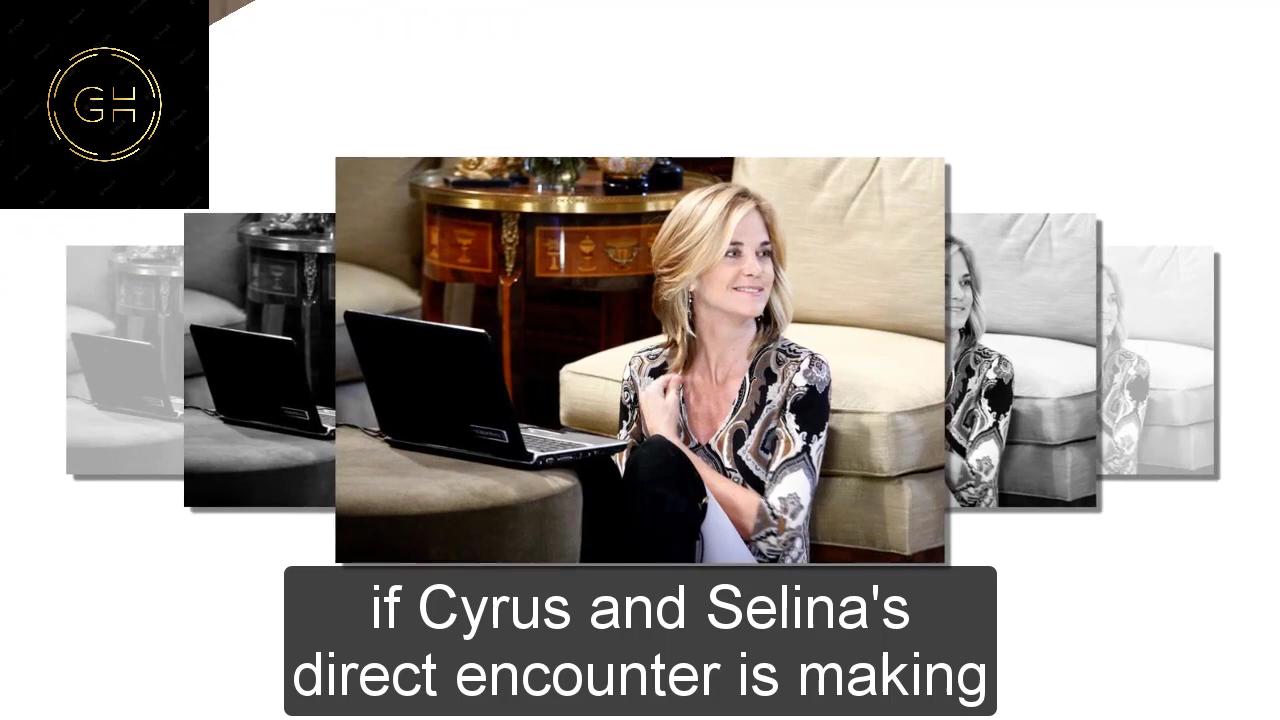 GH
if Cyrus and Selina's
direct encounter is making